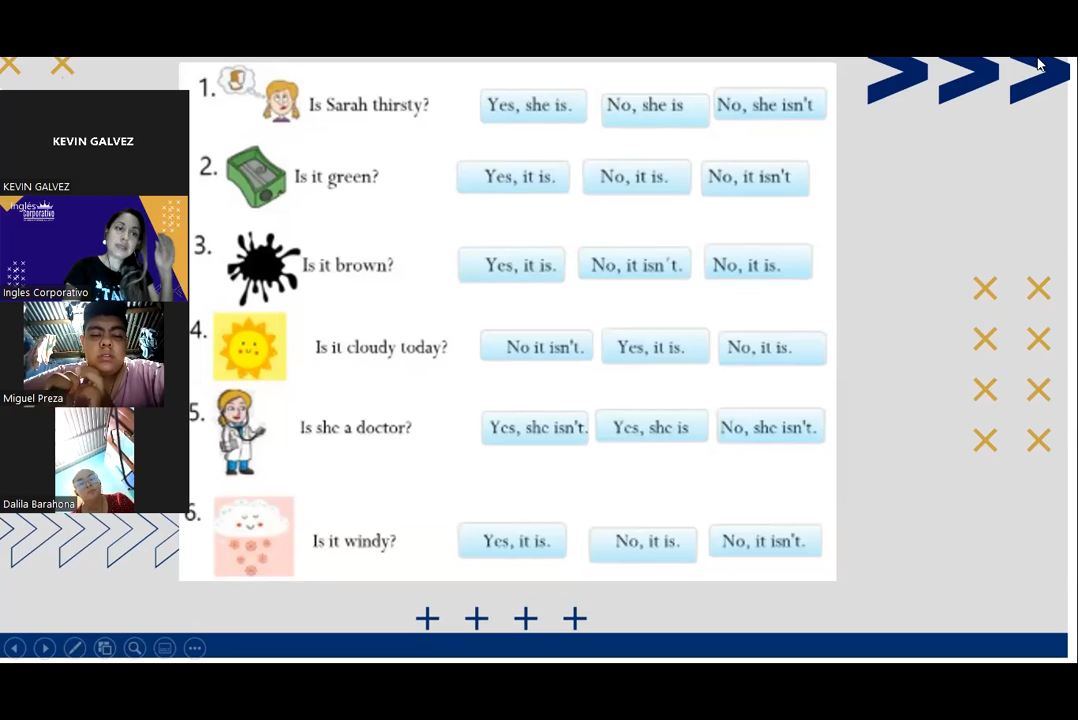 KEVIN GALVEZ
KEVIN GALVEZ
Inglés
Corporativo
Ingles Corporativo
Miguel Preza
Dalila Barahona
1. Is Sarah thirsty? Yes, she is. No, she is No, she isn't
2. Is it green? Yes, it is. No, it is. No, it isn't
3. Is it brown? Yes, it is. No, it isn´t. No, it is.
4. Is it cloudy today? No it isn't. Yes, it is. No, it is.
5. Is she a doctor? Yes, she isn't. Yes, she is No, she isn't.
6. Is it windy? Yes, it is. No, it is. No, it isn't.